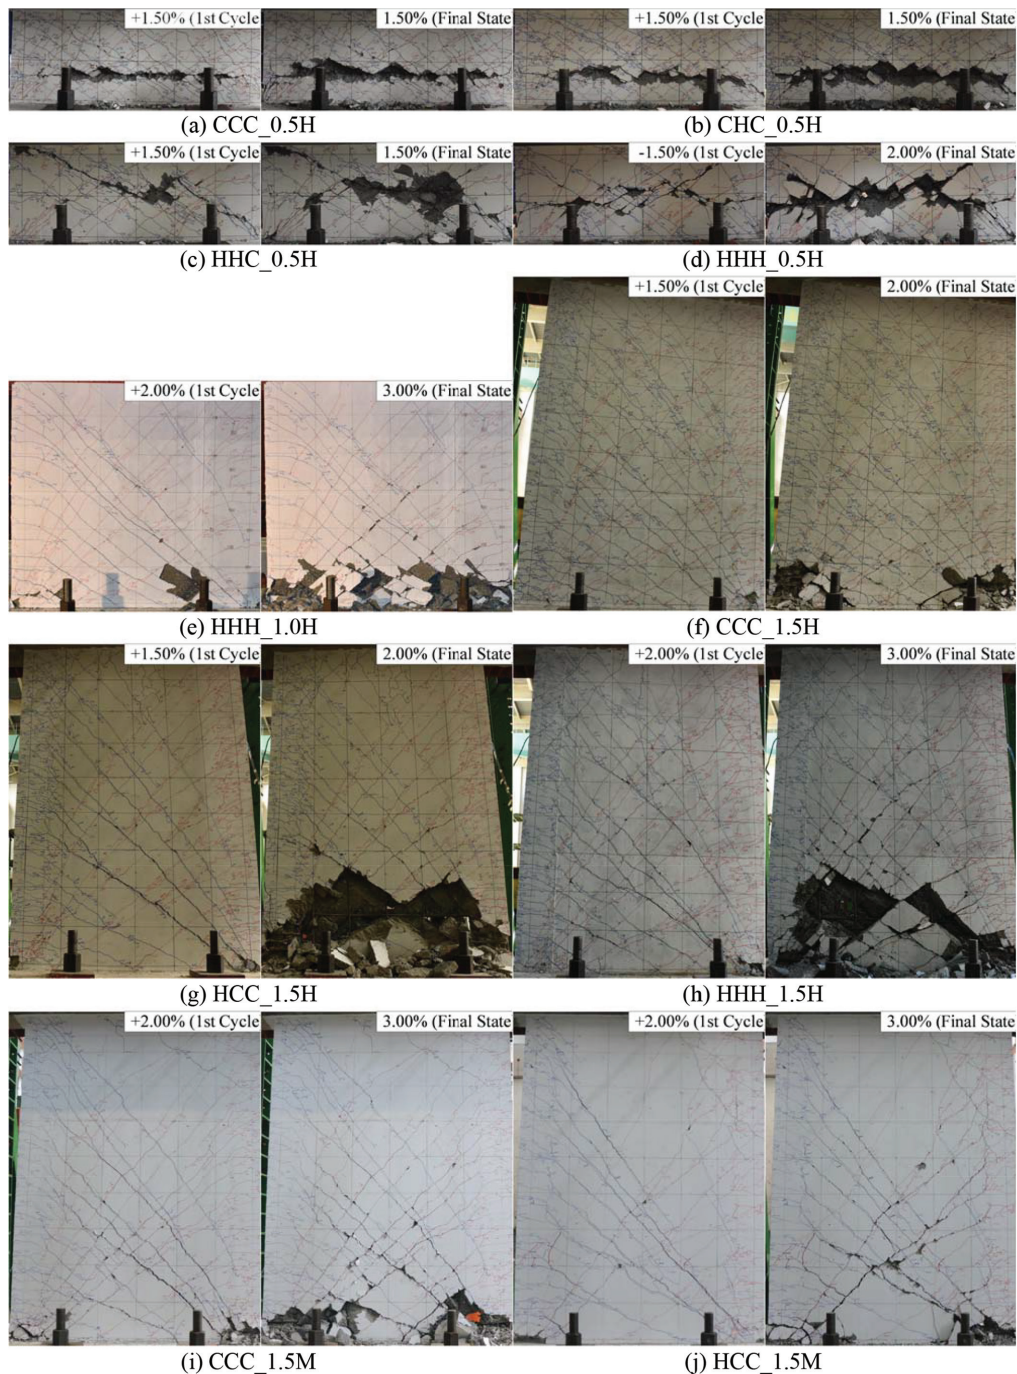 +1.50% (1st Cycle
1.50% (Final State
+1.50% (1st Cycle
1.50% (Final State
(a) CCC_0.5H
(b) CHC_0.5H
+1.50% (1st Cycle
1.50% (Final State
-1.50% (1st Cycle
2.00% (Final State
(c) HHC_0.5H
(d) HHH_0.5H
+1.50% (1st Cycle
2.00% (Final State
+2.00% (1st Cycle
3.00% (Final State
(e) HHH_1.0H
(f) CCC_1.5H
+1.50% (1st Cycle
2.00% (Final State
+2.00% (1st Cycle
3.00% (Final State
(g) HCC_1.5H
(h) HHH_1.5H
+2.00% (1st Cycle
3.00% (Final State
+2.00% (1st Cycle
3.00% (Final State
(i) CCC_1.5M
(j) HCC_1.5M